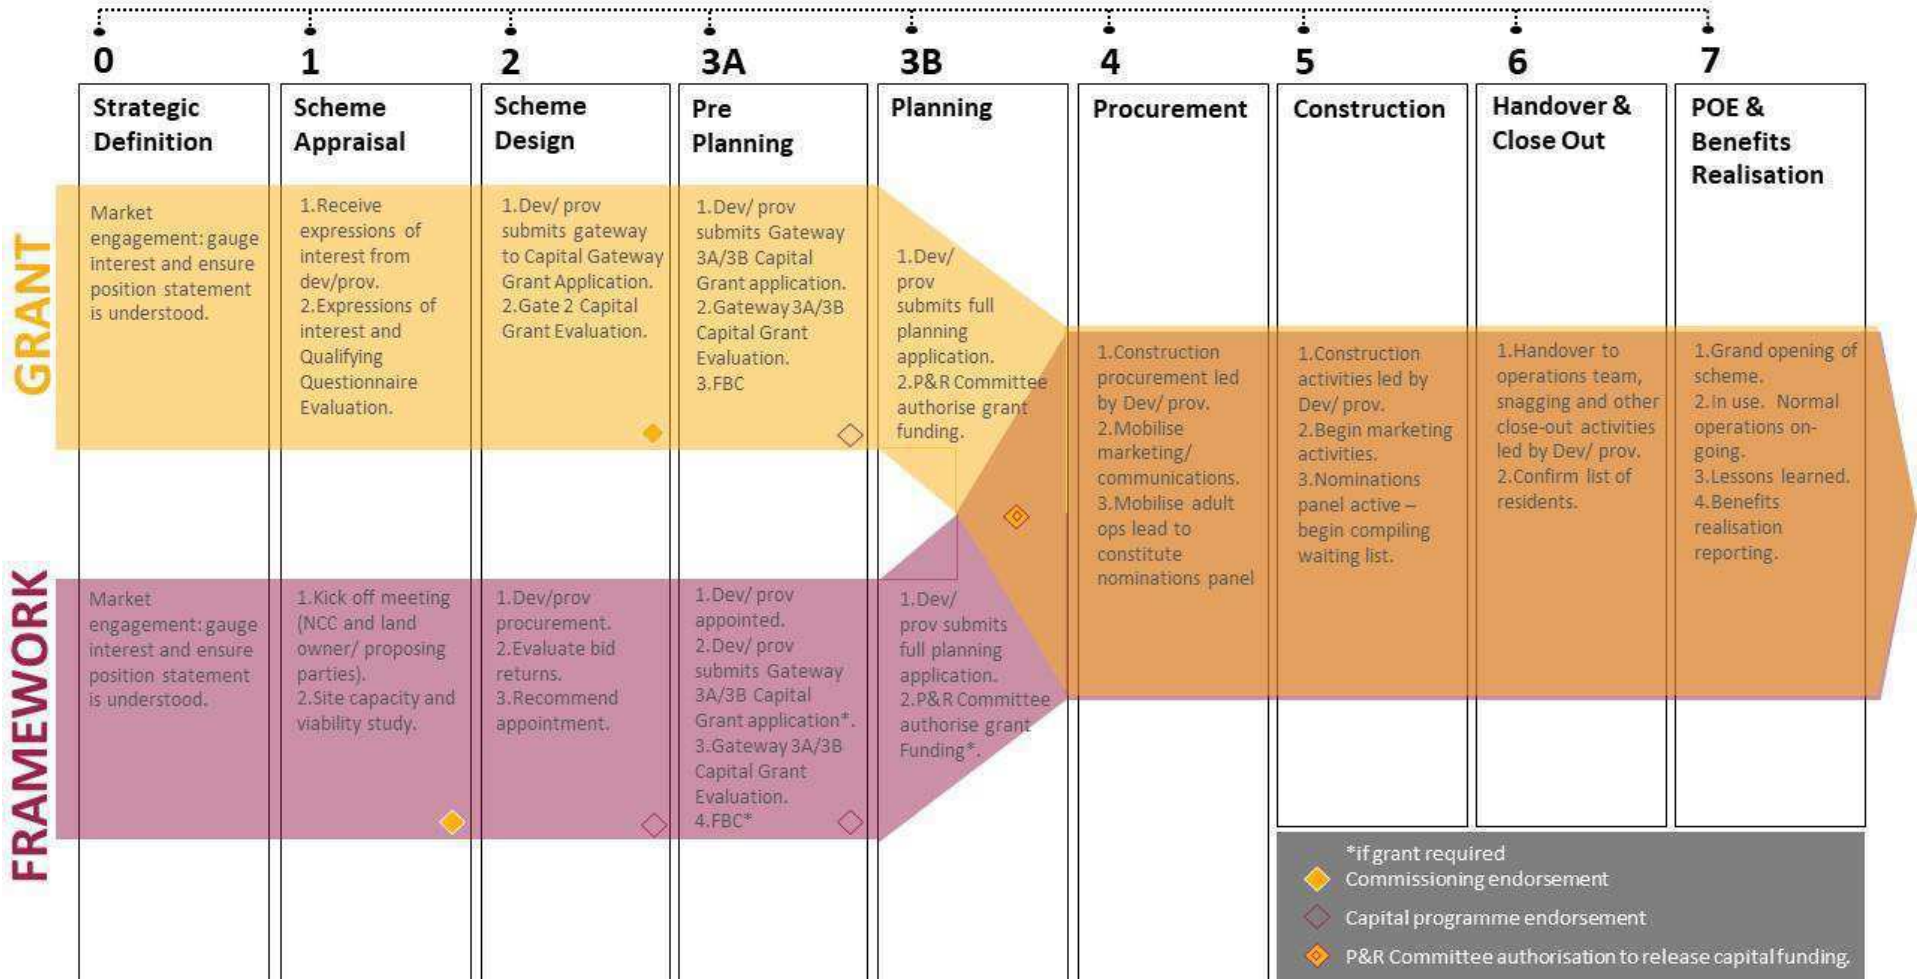 0
1
2
3A
3B
4
5
6
7
Strategic
Definition
Scheme
Appraisal
Scheme
Design
Pre
Planning
Planning
Procurement
Construction
Handover &
Close Out
POE &
Benefits
Realisation
GRANT
Market
engagement: gauge
interest and ensure
position statement
is understood.
1.Receive
expressions of
interest from
dev/prov.
2.Expressions of
interest and
Qualifying
Questionnaire
Evaluation.
1.Dev/ prov
submits gateway
to Capital Gateway
Grant Application.
2.Gate 2 Capital
Grant Evaluation.
1.Dev/ prov
submits Gateway
3A/3B Capital
Grant application.
2.Gateway 3A/3B
Capital Grant
Evaluation.
3.FBC
1.Dev/
prov
submits full
planning
application.
2.P&R Committee
authorise grant
funding.
1.Construction
procurement led
by Dev/ prov.
2.Mobilise
marketing/
communications.
3.Mobilise adult
ops lead to
constitute
nominations panel
1.Construction
activities led by
Dev/ prov.
2.Begin marketing
activities.
3.Nominations
panel active –
begin compiling
waiting list.
1.Handover to
operations team,
snagging and other
close-out activities
led by Dev/ prov.
2.Confirm list of
residents.
1.Grand opening of
scheme.
2.In use. Normal
operations on-
going.
3.Lessons learned.
4.Benefits
realisation
reporting.
FRAMEWORK
Market
engagement: gauge
interest and ensure
position statement
is understood.
1.Kick off meeting
(NCC and land
owner/ proposing
parties).
2.Site capacity and
viability study.
1.Dev/prov
procurement.
2.Evaluate bid
returns.
3.Recommend
appointment.
1.Dev/ prov
appointed.
2.Dev/ prov
submits Gateway
3A/3B Capital
Grant application*.
3.Gateway 3A/3B
Capital Grant
Evaluation.
4.FBC*
1.Dev/
prov submits
full planning
application.
2.P&R Committee
authorise grant
Funding*.
*if grant required
Commissioning endorsement
Capital programme endorsement
P&R Committee authorisation to release capital funding.